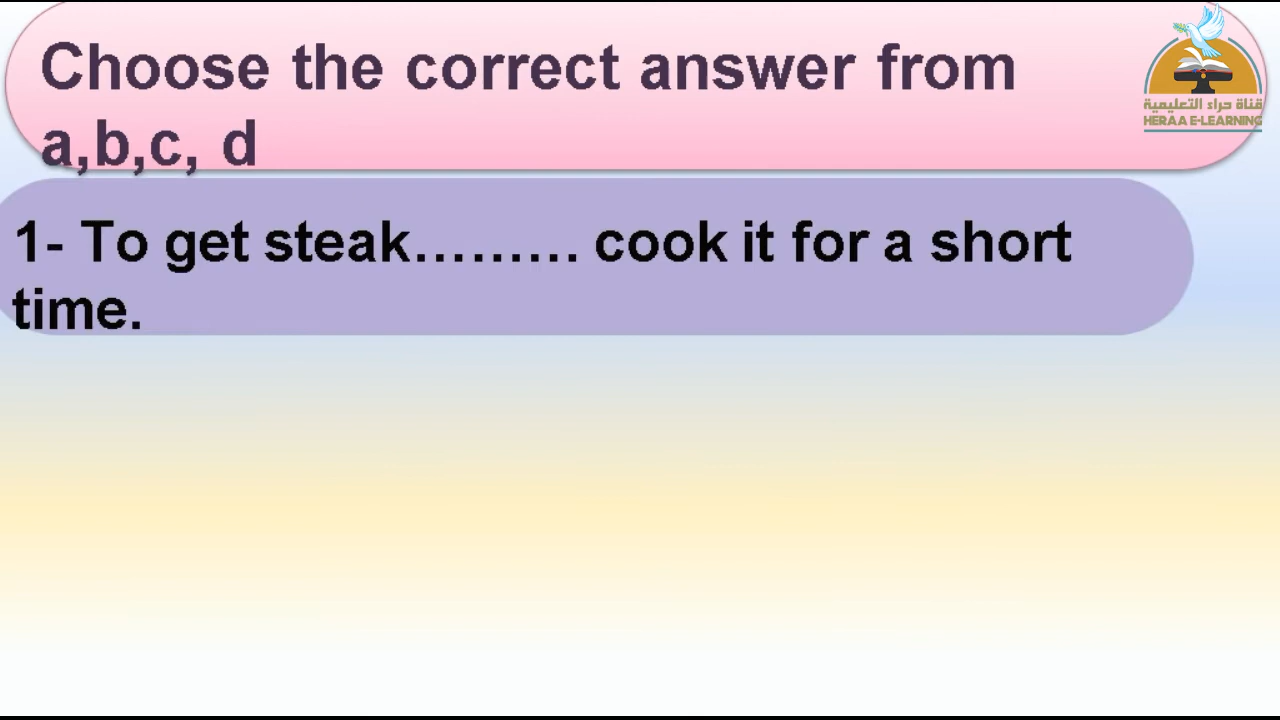 Choose the correct answer from
a,b,c, d
قناة حراء التعليمية
HERAA E-LEARNING
1- To get steak……… cook it for a short
time.